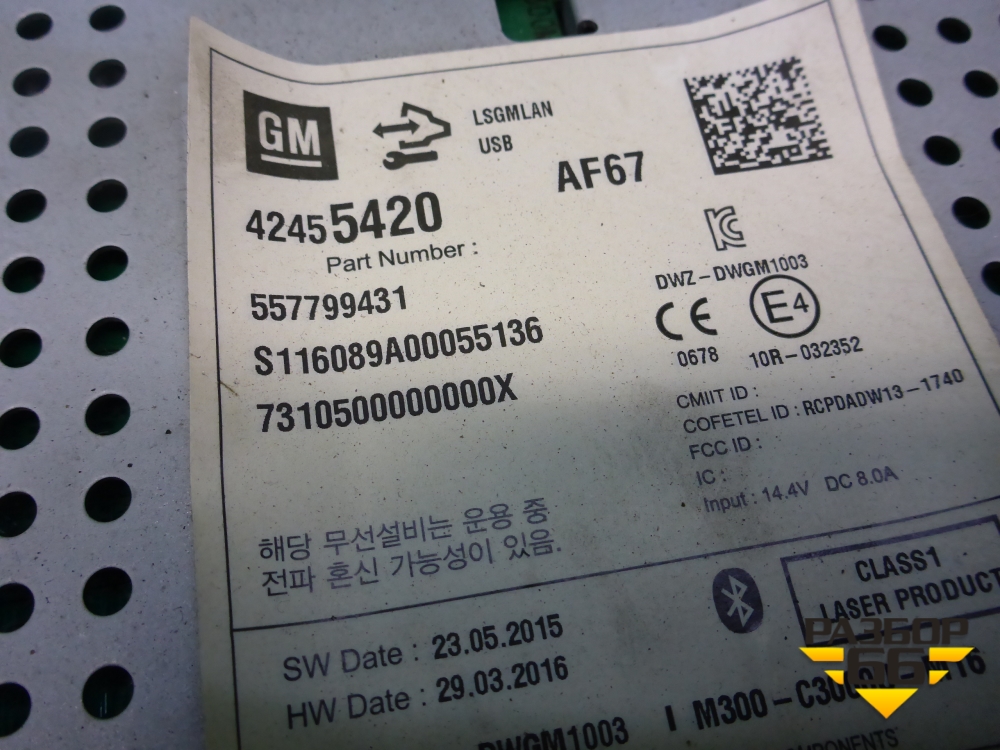 GM
LSGMLAN
USB
AF67
42455420
Part Number :
557799431
S116089A00055136
7310500000000X
DWZ-DWGM1003
CE
E4
0678
10R-032352
CMIIT ID :
COFETEL ID : RCPDADW13-1740
FCC ID :
IC :
Input : 14.4V DC 8.0A
해당 무선설비는 운용 중
전파 혼신 가능성이 있음.
CLASS1
LASER PRODUCT
SW Date : 23.05.2015
HW Date : 29.03.2016
DWGM1003
M300-C300
РАЗБОР
66